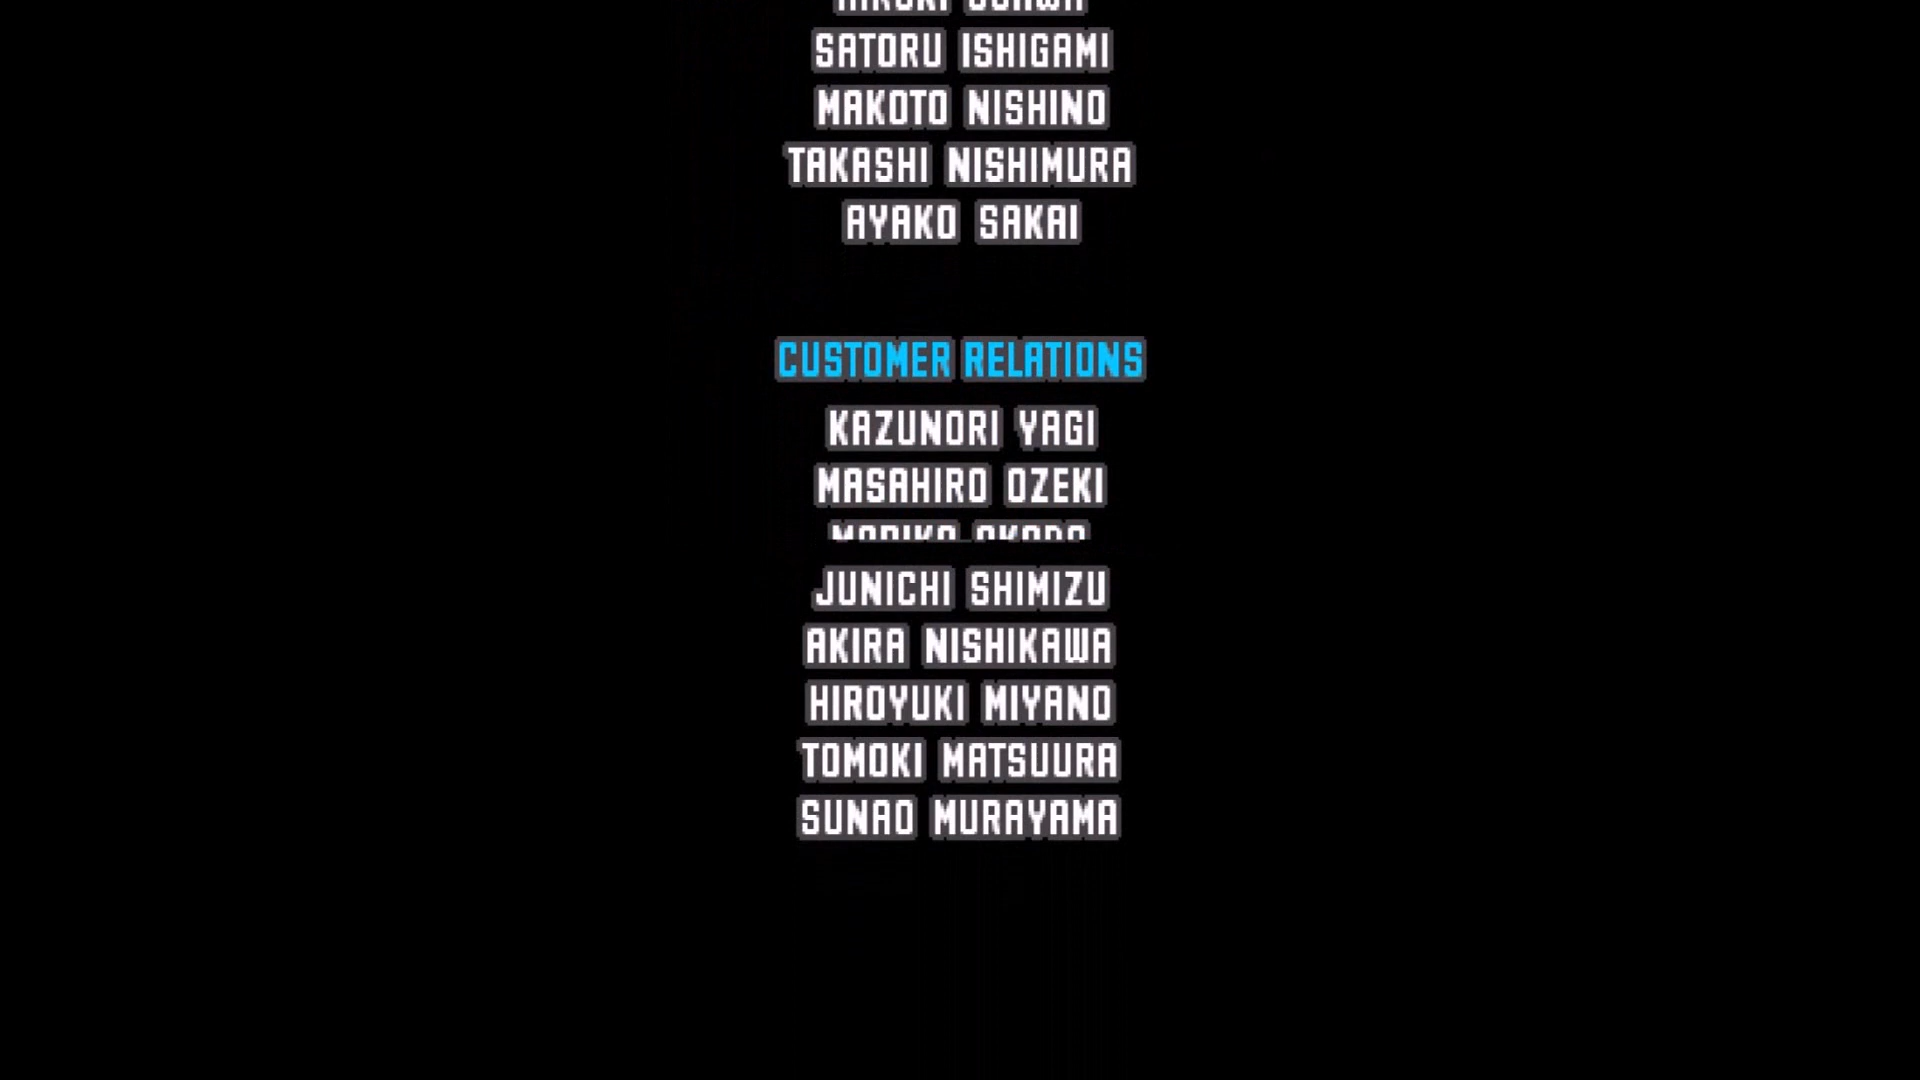 SATORU ISHIGAMI
MAKOTO NISHINO
TAKASHI NISHIMURA
AYAKO SAKAI
CUSTOMER RELATIONS
KAZUNORI YAGI
MASAHIRO OZEKI
JUNICHI SHIMIZU
AKIRA NISHIKAWA
HIROYUKI MIYANO
TOMOKI MATSUURA
SUNAO MURAYAMA